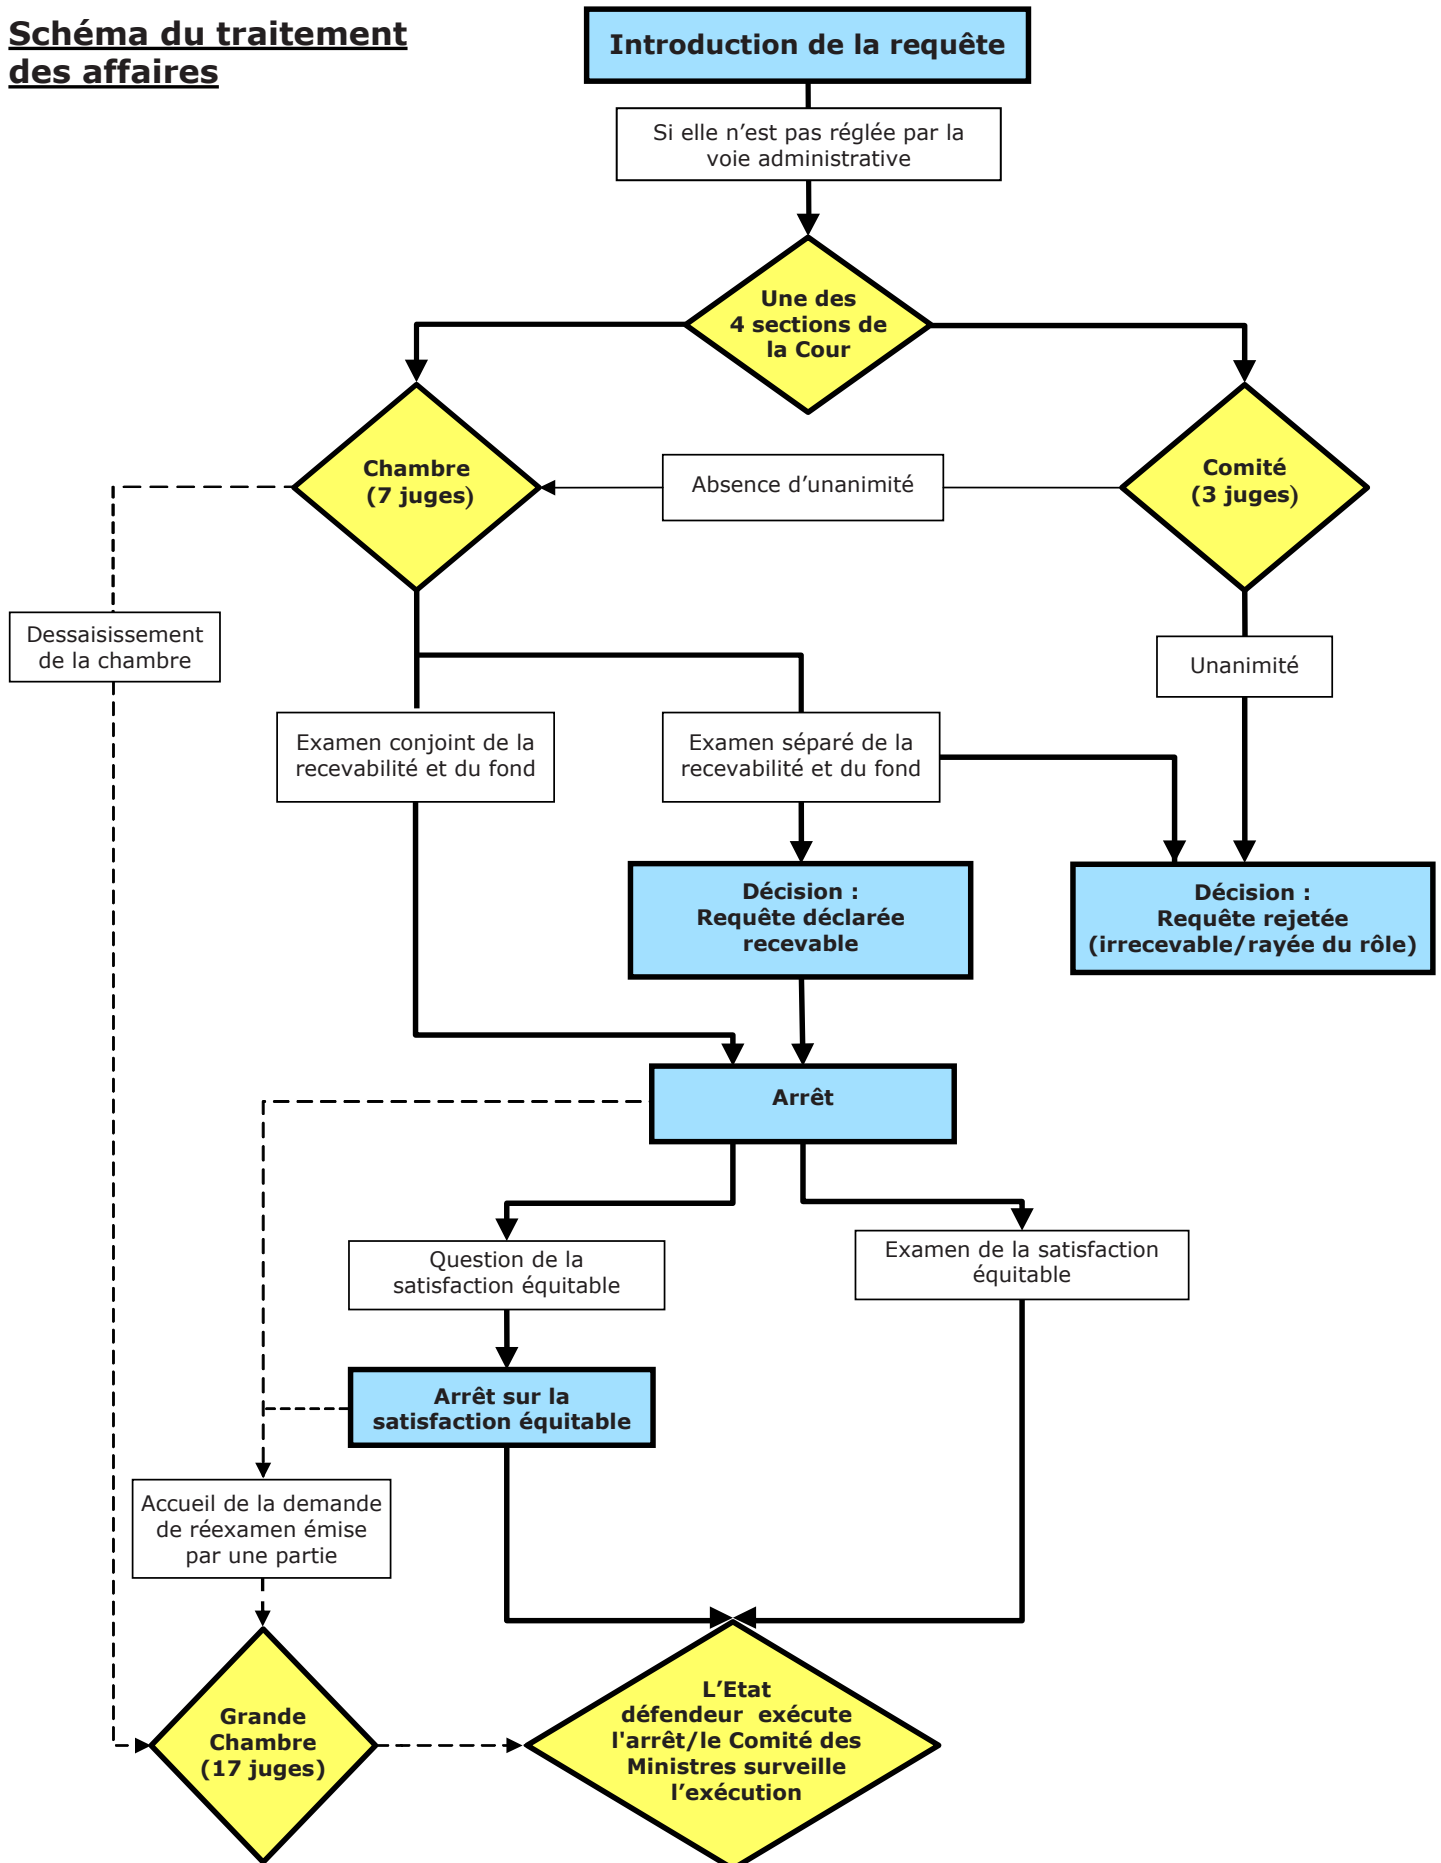 Schéma du traitement
des affaires
Introduction de la requête
Si elle n’est pas réglée par la
voie administrative
Une des
4 sections de
la Cour
Chambre
(7 juges)
Absence d’unanimité
Comité
(3 juges)
Dessaisissement
de la chambre
Unanimité
Examen conjoint de la
recevabilité et du fond
Examen séparé de la
recevabilité et du fond
Décision :
Requête déclarée
recevable
Décision :
Requête rejetée
(irrecevable/rayée du rôle)
Arrêt
Question de la
satisfaction équitable
Examen de la satisfaction
équitable
Arrêt sur la
satisfaction équitable
Accueil de la demande
de réexamen émise
par une partie
Grande
Chambre
(17 juges)
L’Etat
défendeur  exécute
l'arrêt/le Comité des
Ministres surveille
l’exécution